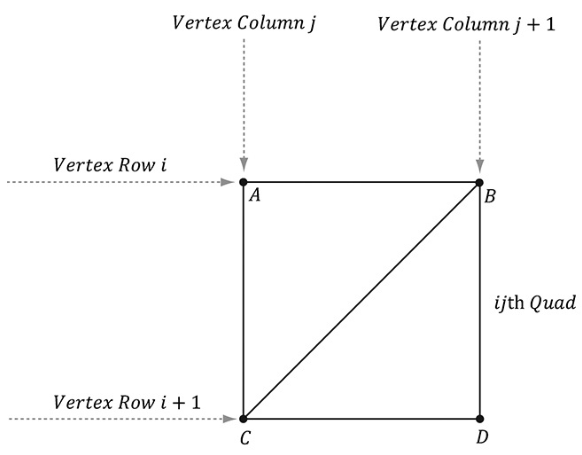 Vertex Column j
Vertex Column j + 1
Vertex Row i
A
B
ijth Quad
Vertex Row i + 1
C
D